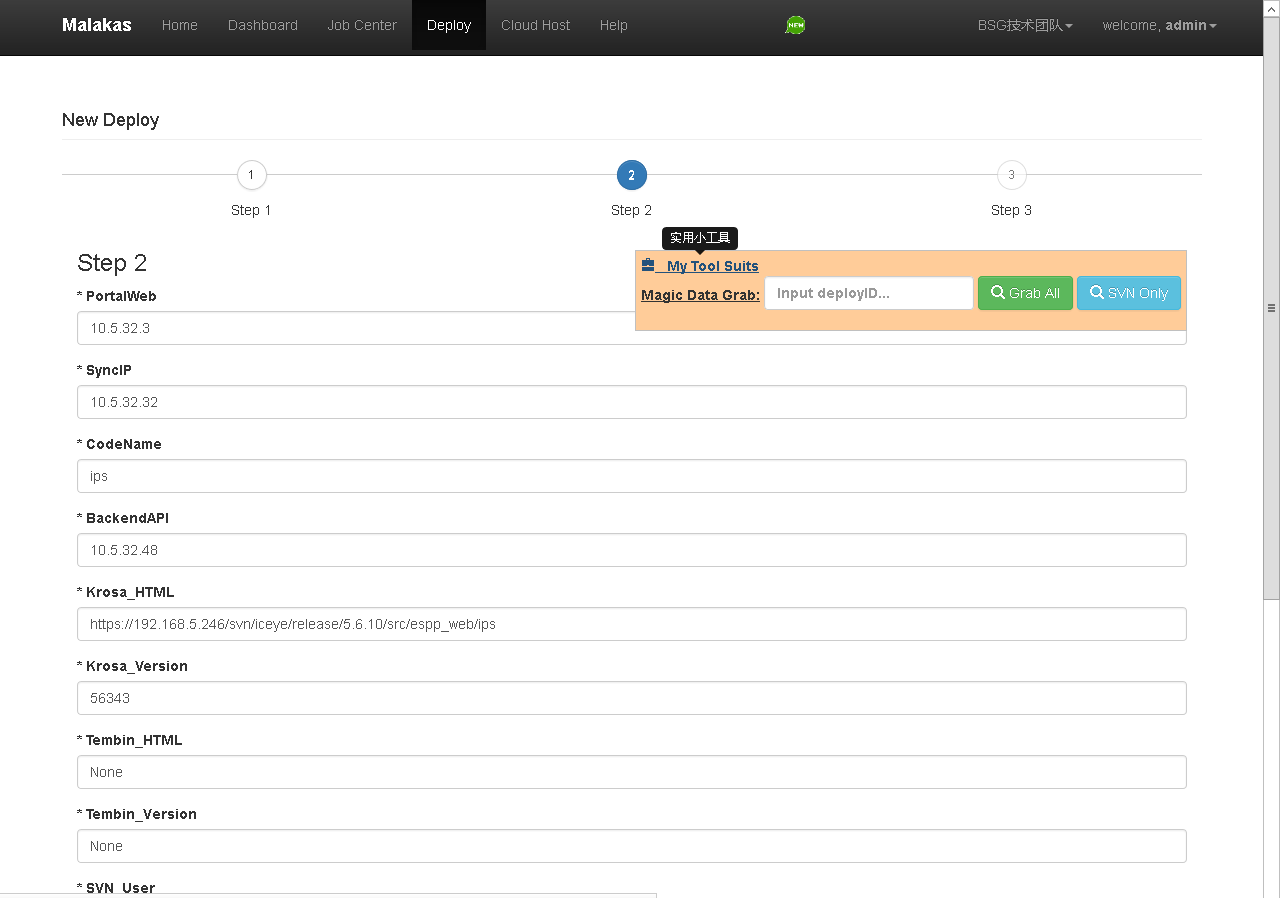 Malakas Home Dashboard Job Center Deploy Cloud Host Help NEW BSG技术团队 welcome, admin
New Deploy
1 2 3
Step 1 Step 2 Step 3
实用小工具
Step 2
My Tool Suits
Magic Data Grab: Input deployID... Grab All SVN Only
* PortalWeb
10.5.32.3
* SyncIP
10.5.32.32
* CodeName
ips
* BackendAPI
10.5.32.48
* Krosa_HTML
https://192.168.5.246/svn/iceye/release/5.6.10/src/espp_web/ips
* Krosa_Version
56343
* Tembin_HTML
None
* Tembin_Version
None
* SVN_User